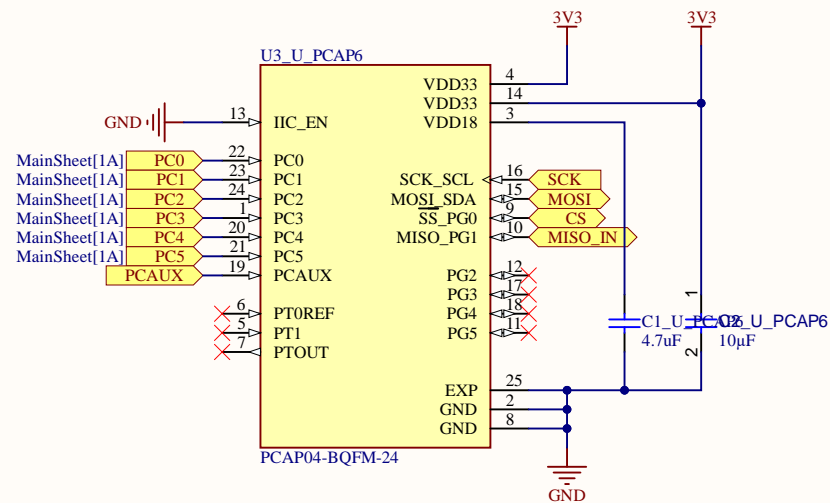 3V3 3V3
U3_U_PCAP6
VDD33 4
VDD33 14
GND 13 IIC_EN VDD18 3
MainSheet[1A] PC0 22 PC0
MainSheet[1A] PC1 23 PC1 SCK_SCL 16 SCK
MainSheet[1A] PC2 24 PC2 MOSI_SDA 15 MOSI
MainSheet[1A] PC3 1 PC3 SS_PG0 9 CS
MainSheet[1A] PC4 20 PC4 MISO_PG1 10 MISO_IN
MainSheet[1A] PC5 21 PC5
PCAUX 19 PCAUX PG2 12
PG3 17 1
6 PT0REF PG4 18
5 PT1 PG5 11 C1_U_PCAP6 C2_U_PCAP6
7 PTOUT 4.7uF 2 10µF
EXP 25
GND 2
GND 8
PCAP04-BQFM-24
GND